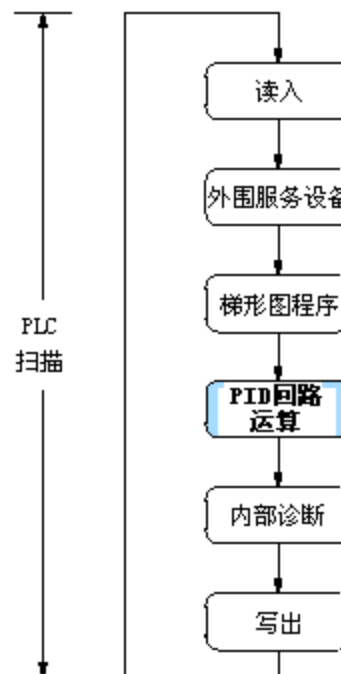 读入
外围服务设备
梯形图程序
PLC
扫描
PID回路
运算
内部诊断
写出